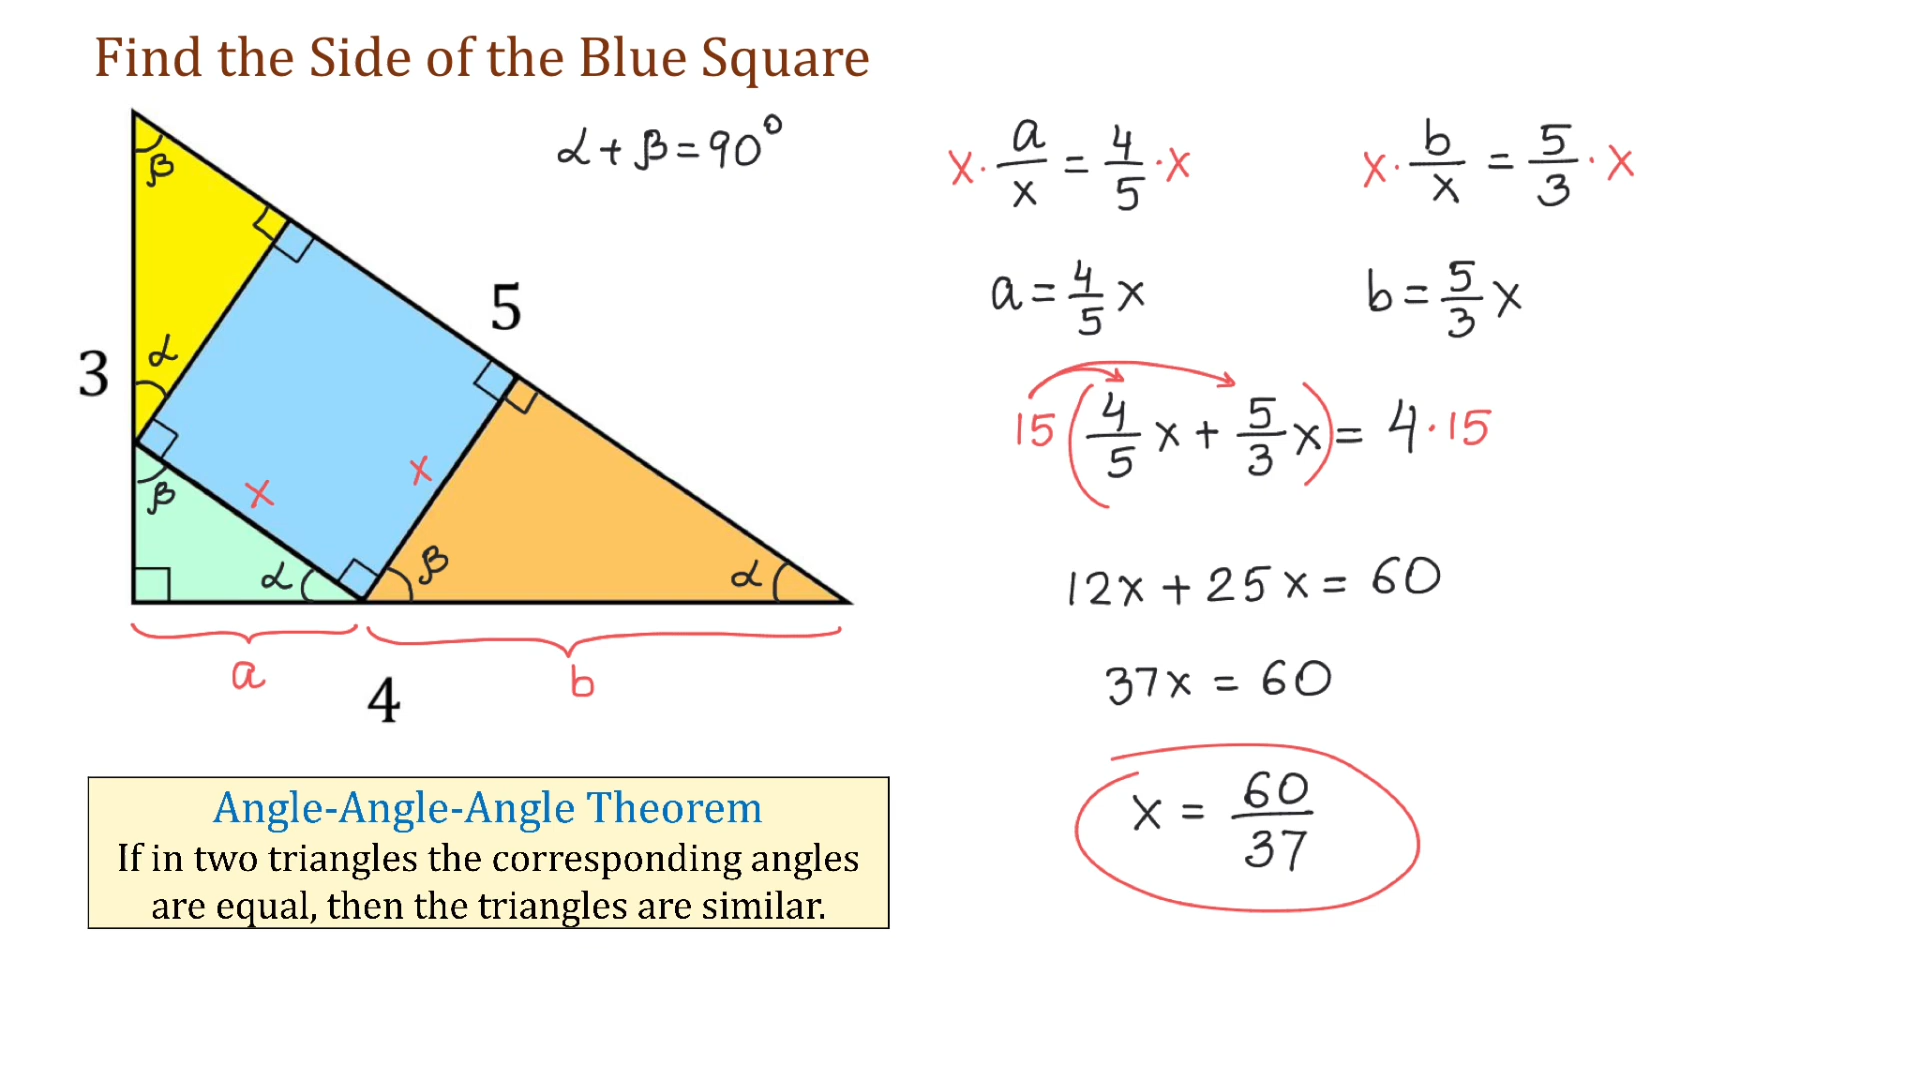 Find the Side of the Blue Square
α + β = 90°
β
α
β
α
β
α
3
5
4
x
x
a
b
x · a/x = 4/5 · x
x · b/x = 5/3 · x
a = 4/5 x
b = 5/3 x
15 (4/5 x + 5/3 x) = 4 · 15
12x + 25x = 60
37x = 60
x = 60/37
Angle-Angle-Angle Theorem
If in two triangles the corresponding angles
are equal, then the triangles are similar.